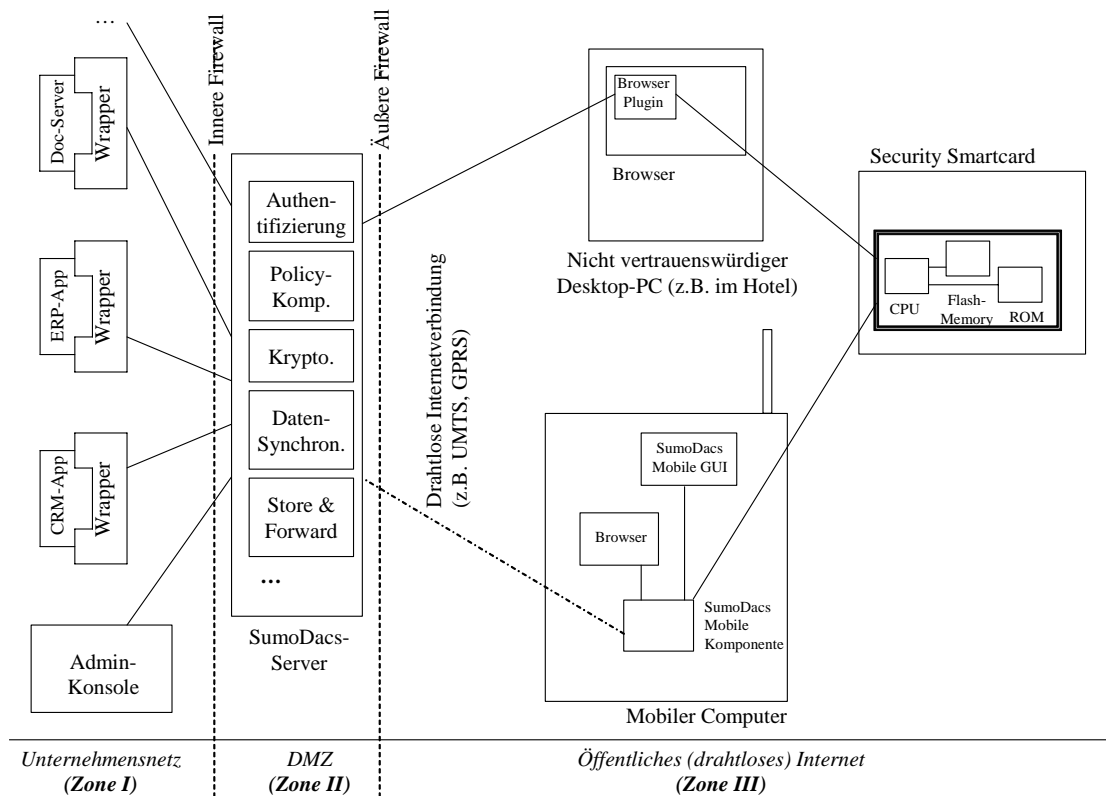 ...
Doc-Server
Wrapper
ERP-App
Wrapper
CRM-App
Wrapper
Admin-
Konsole
Innere Firewall
Äußere Firewall
Authen-
tifizierung
Policy-
Komp.
Krypto.
Daten-
Synchron.
Store &
Forward
...
SumoDacs-
Server
Drahtlose Internetverbindung
(z.B. UMTS, GPRS)
Browser
Plugin
Browser
Nicht vertrauenswürdiger
Desktop-PC (z.B. im Hotel)
Security Smartcard
CPU
Flash-
Memory
ROM
SumoDacs
Mobile GUI
Browser
SumoDacs
Mobile
Komponente
Mobiler Computer
Unternehmensnetz
(Zone I)
DMZ
(Zone II)
Öffentliches (drahtloses) Internet
(Zone III)